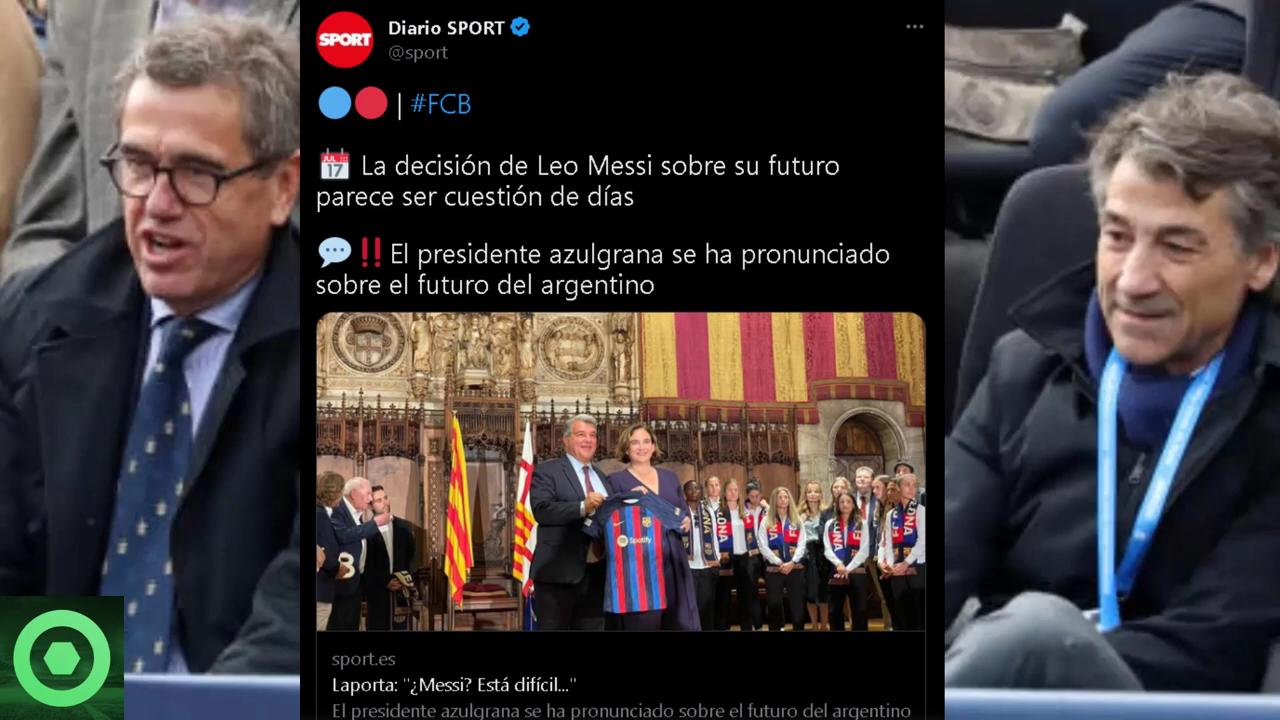 SPORT
Diario SPORT
@sport
| #FCB
JUL 17
La decisión de Leo Messi sobre su futuro
parece ser cuestión de días
El presidente azulgrana se ha pronunciado
sobre el futuro del argentino
Spotify
sport.es
Laporta: "¿Messi? Está difícil..."
El presidente azulgrana se ha pronunciado sobre el futuro del argentino